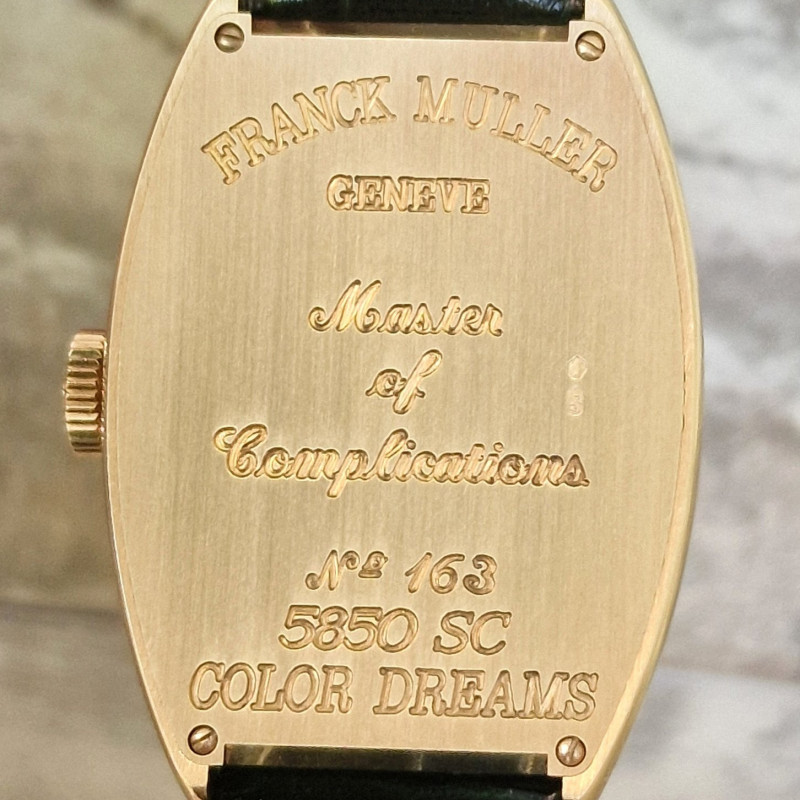 FRANCK MULLER
GENEVE
Master
of
Complications
Nº 163
5850 SC
COLOR DREAMS